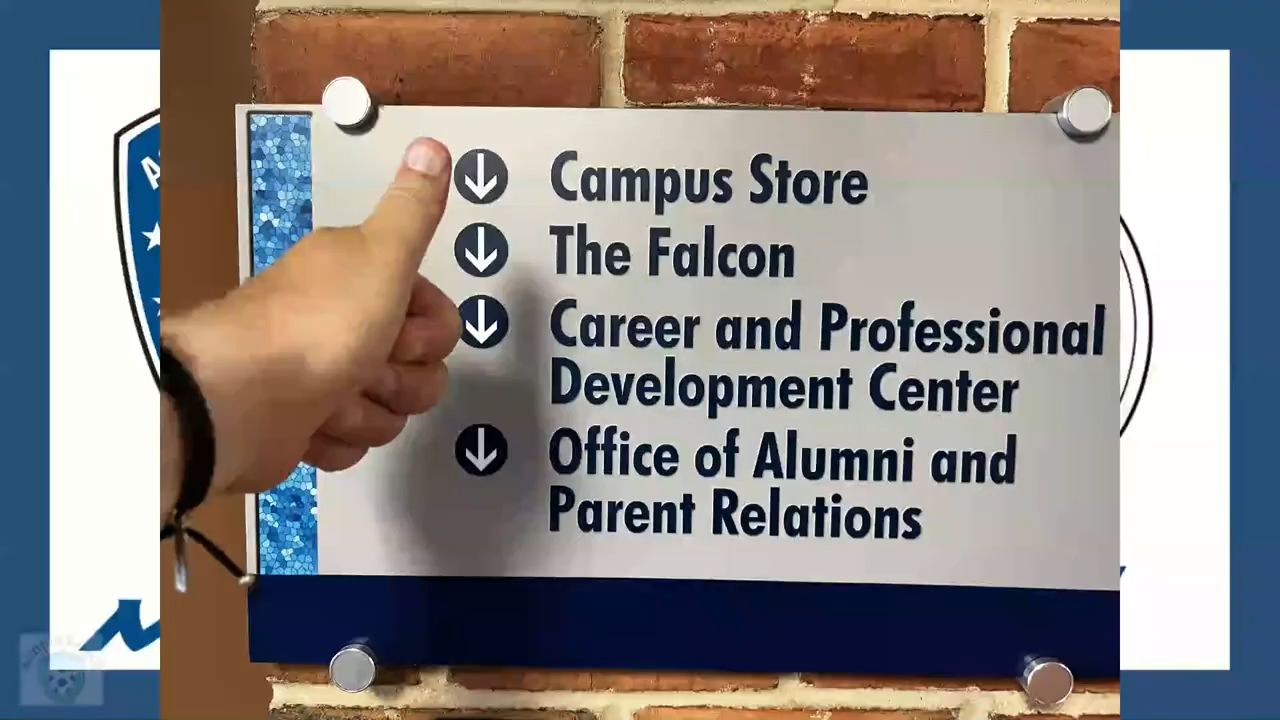 Campus Store
The Falcon
Career and Professional
Development Center
Office of Alumni and
Parent Relations